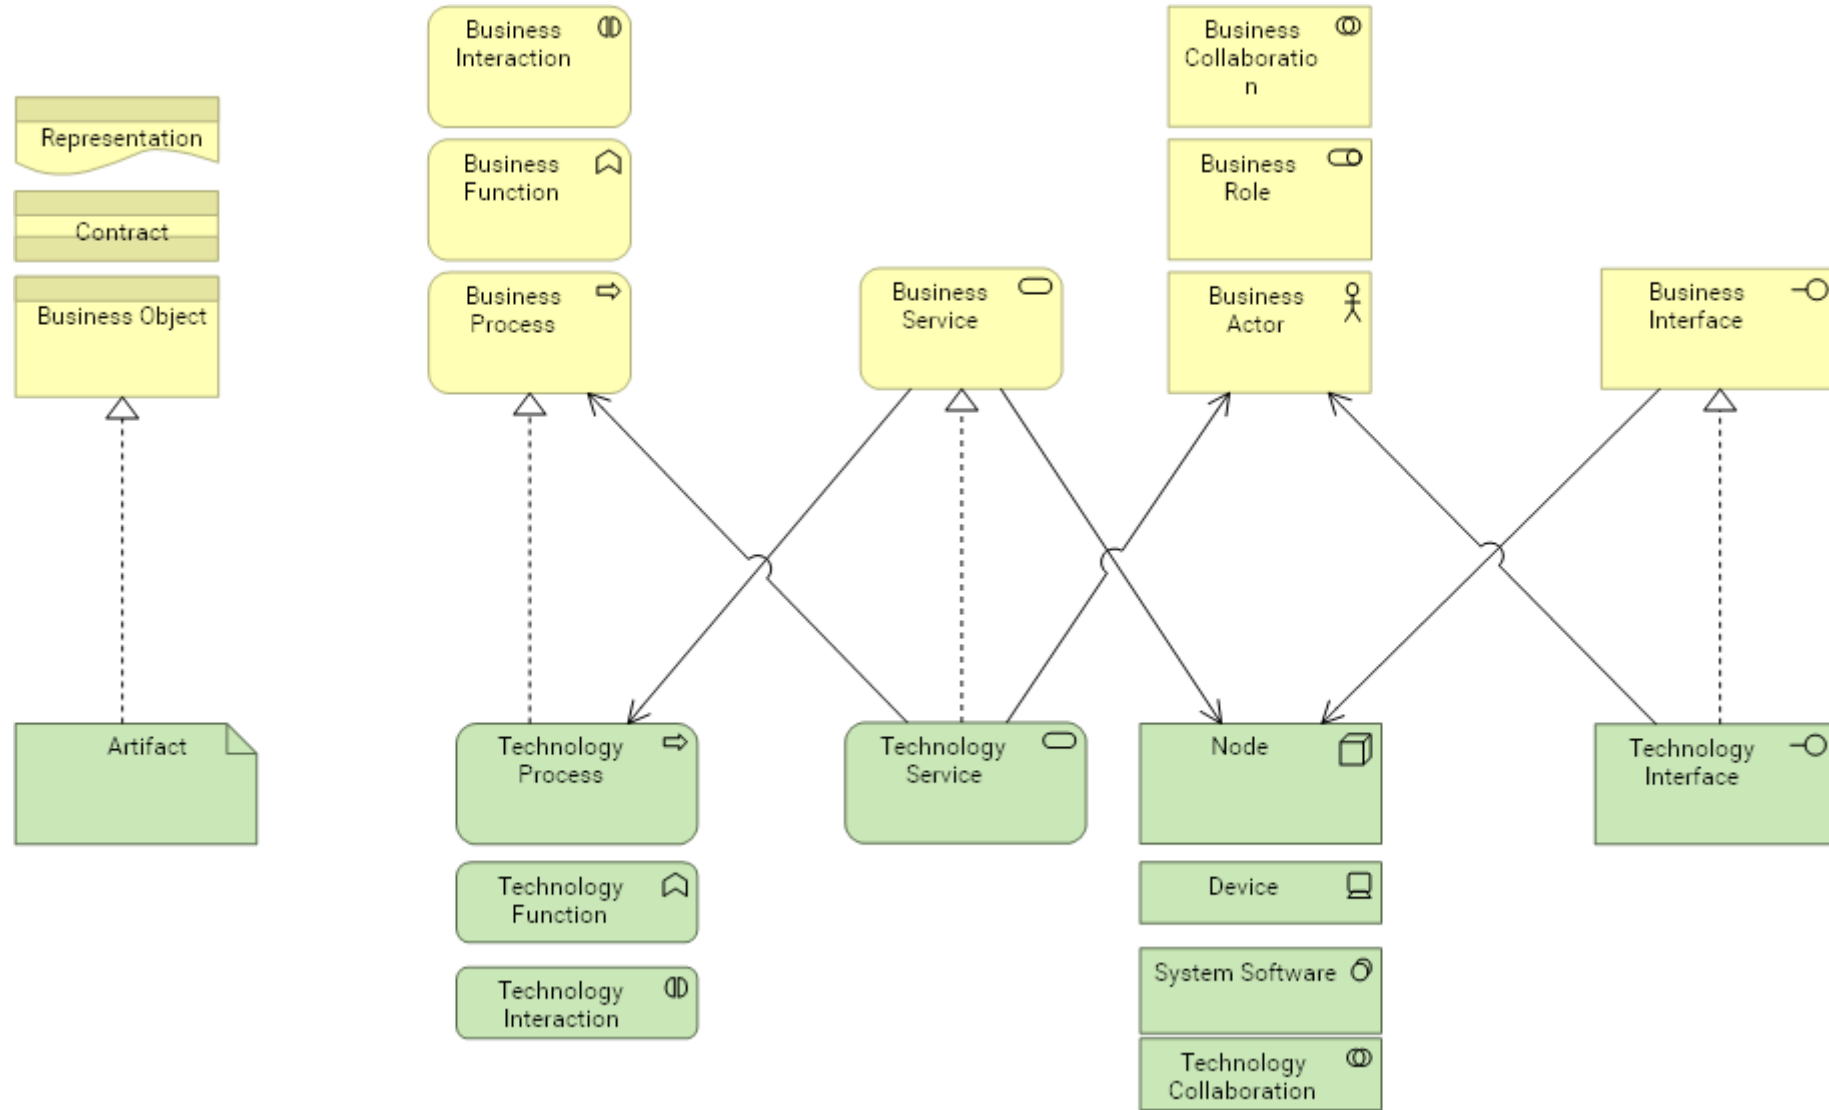 Business
Interaction
Business
Collaboratio
n
Representation
Business
Function
Business
Role
Contract
Business Object
Business
Process
Business
Service
Business
Actor
Business
Interface
Artifact
Technology
Process
Technology
Service
Node
Technology
Interface
Technology
Function
Device
Technology
Interaction
System Software
Technology
Collaboration